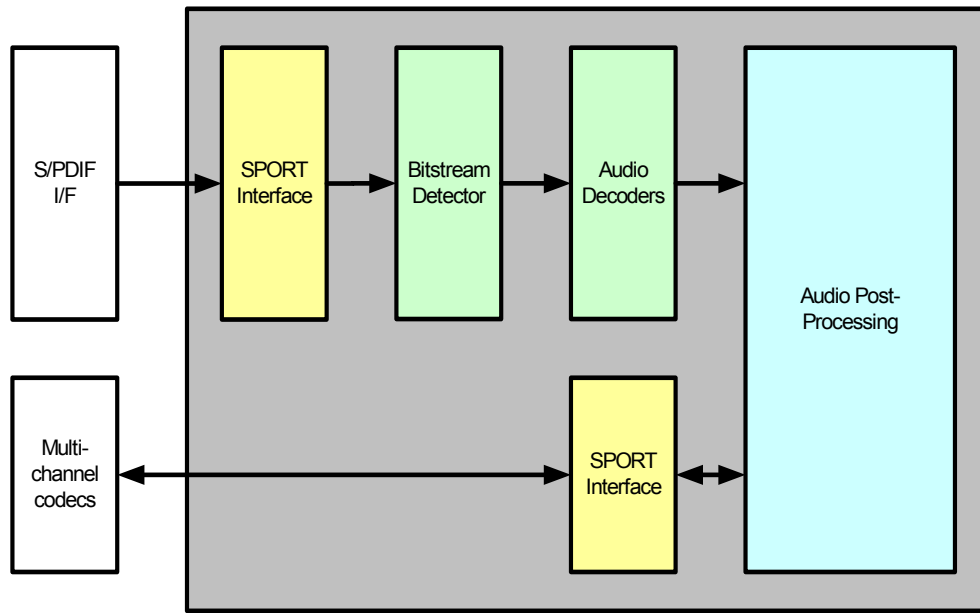 S/PDIF
I/F
SPORT
Interface
Bitstream
Detector
Audio
Decoders
Audio Post-
Processing
Multi-
channel
codecs
SPORT
Interface